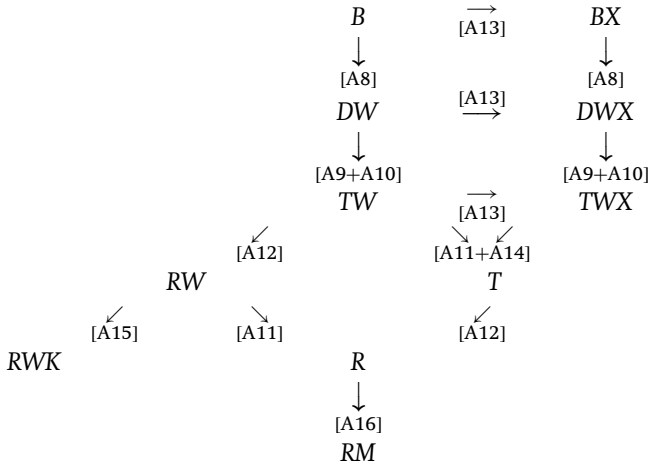 B → BX
[A13]
↓ ↓
[A8] [A8]
[A13]
DW → DWX
↓ ↓
[A9+A10] [A9+A10]
TW → TWX
[A13]
↙ ↘ ↙
[A12] [A11+A14]
RW T
↙ ↘ ↙
[A15] [A11] [A12]
RWK R
↓
[A16]
RM